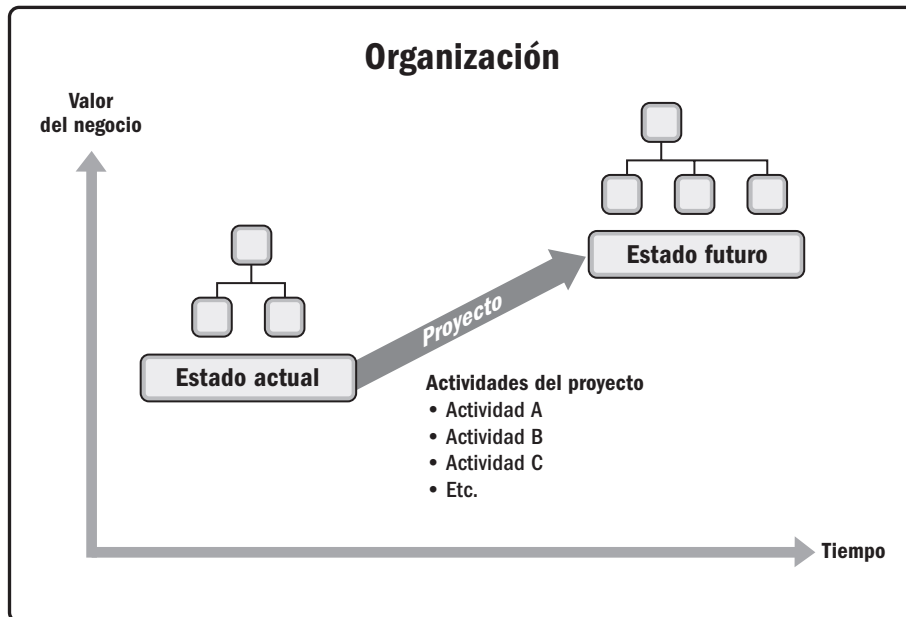 Organización
Valor
del negocio
Estado futuro
Proyecto
Estado actual
Actividades del proyecto
• Actividad A
• Actividad B
• Actividad C
• Etc.
Tiempo